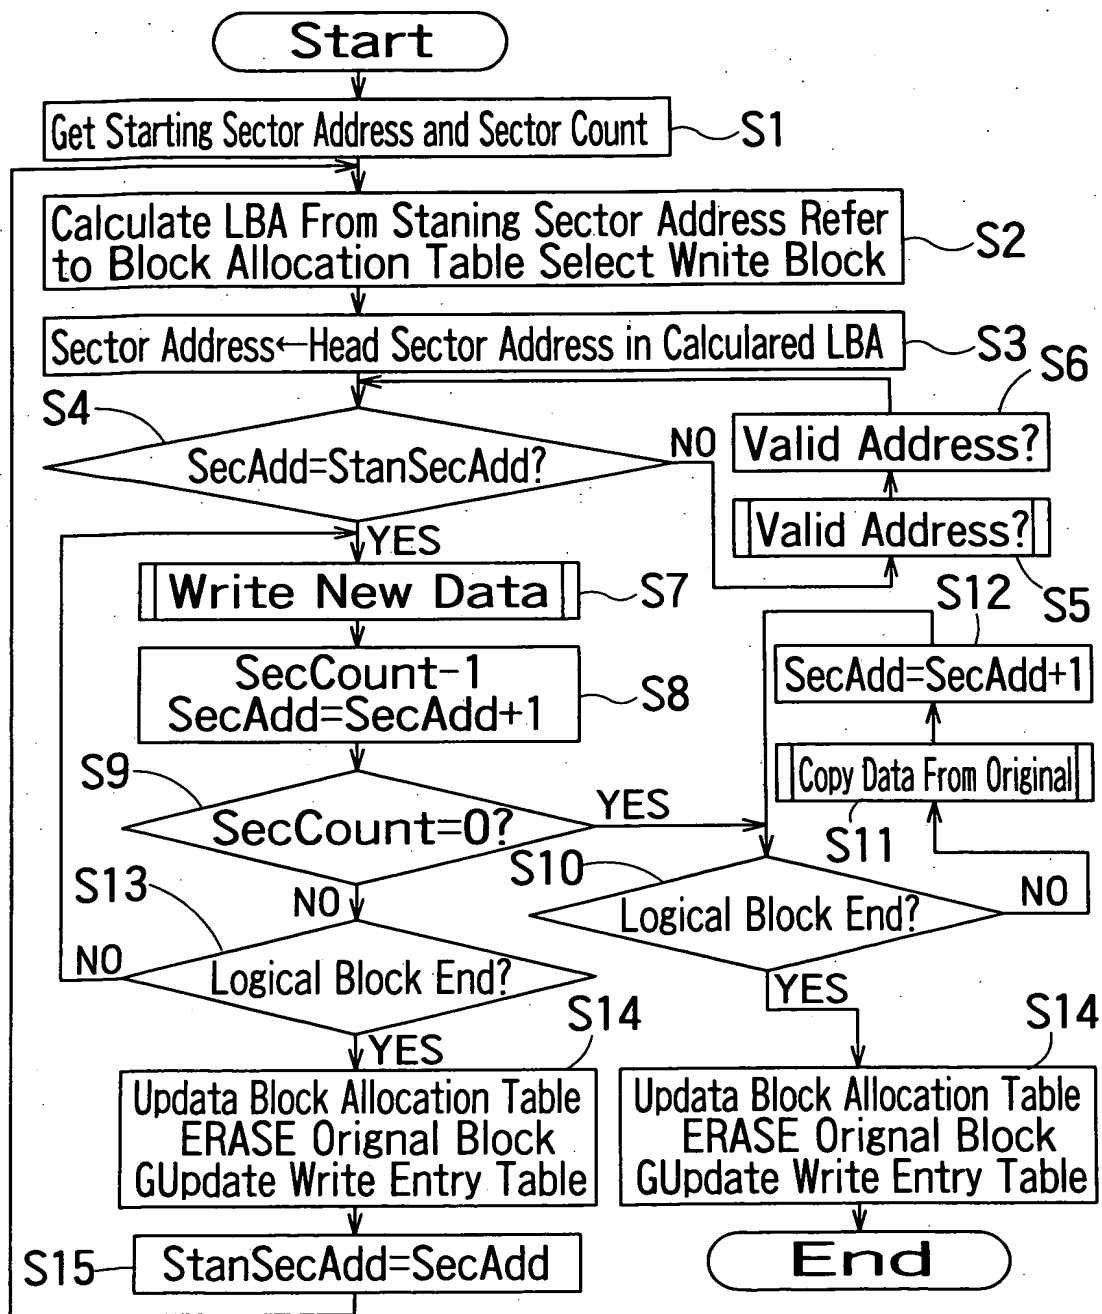 Start
Get Starting Sector Address and Sector Count
S1
Calculate LBA From Staning Sector Address Refer
to Block Allocation Table Select Wnite Block
S2
Sector Address←Head Sector Address in Calculared LBA
S3
S6
S4
SecAdd=StanSecAdd?
NO
Valid Address?
Valid Address?
S5
YES
Write New Data
S7
S12
SecCount-1
SecAdd=SecAdd+1
S8
SecAdd=SecAdd+1
S9
SecCount=0?
YES
Copy Data From Original
S11
S10
S13
NO
Logical Block End?
NO
NO
Logical Block End?
YES
S14
YES
S14
Updata Block Allocation Table
ERASE Orignal Block
GUpdate Write Entry Table
Updata Block Allocation Table
ERASE Orignal Block
GUpdate Write Entry Table
S15
StanSecAdd=SecAdd
End